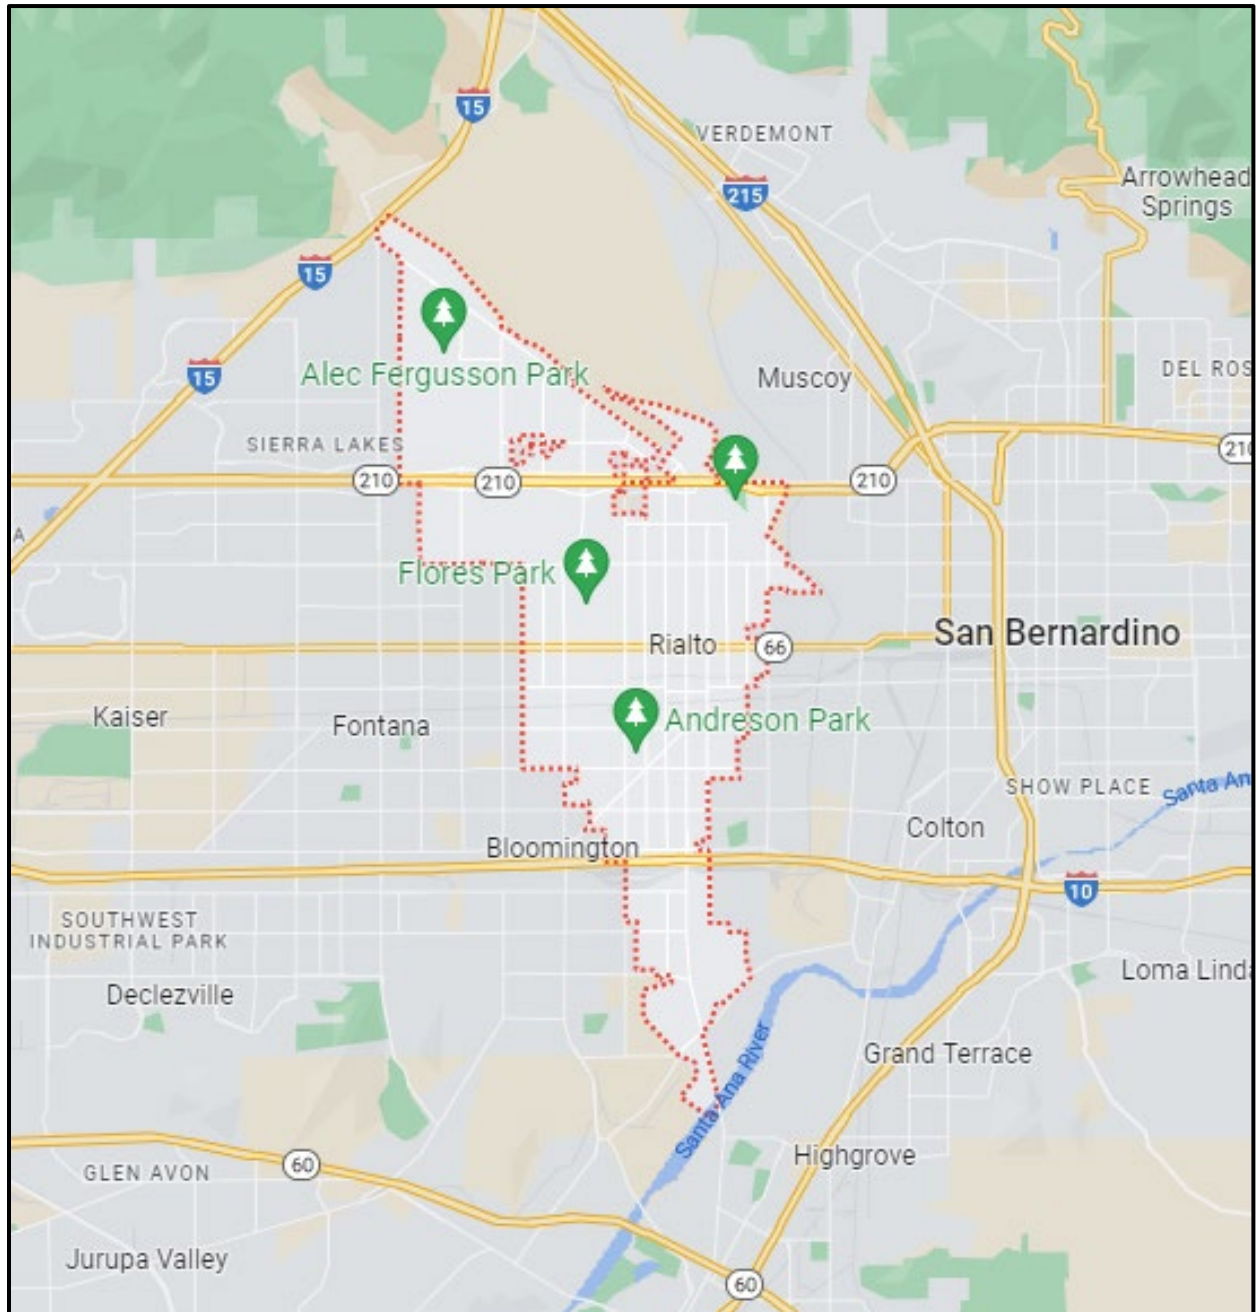 15
VERDEMONT
215
Arrowhead
Springs
15
15
Alec Fergusson Park
Muscoy
DEL ROS
SIERRA LAKES
210
210
210
210
A
Flores Park
Rialto
66
San Bernardino
Kaiser
Fontana
Andreson Park
SHOW PLACE
Santa An
Colton
Bloomington
10
SOUTHWEST
INDUSTRIAL PARK
Loma Linda
Declezville
Santa Ana River
Grand Terrace
Highgrove
GLEN AVON
60
Jurupa Valley
60